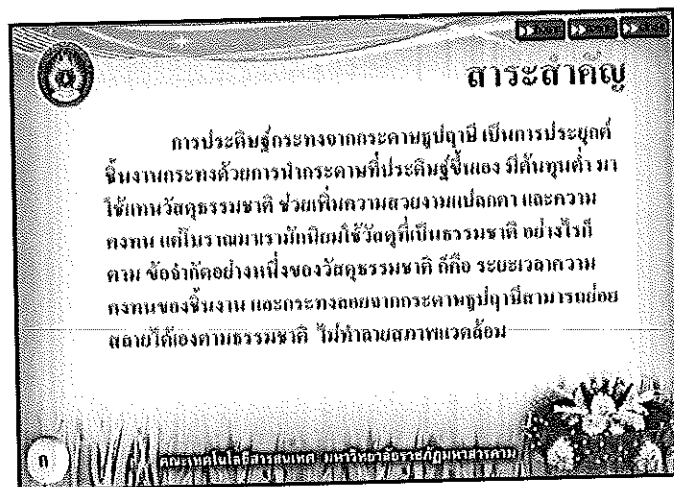 สาระสำคัญ
การประดิษฐ์กระทงจากกระดาษธูปฤาษี เป็นการประยุกต์
ชิ้นงานกระทงด้วยการนำกระดาษที่ประดิษฐ์ขึ้นเอง มีต้นทุนต่ำ มา
ใช้แทนวัสดุธรรมชาติ ช่วยเพิ่มความสวยงามแปลกตา และความ
คงทน แต่โบราณมาเรามักนิยมใช้วัสดุที่เป็นธรรมชาติ อย่างไรก็
ตาม ข้อจำกัดอย่างหนึ่งของวัสดุธรรมชาติ ก็คือ ระยะเวลาความ
คงทนของชิ้นงาน และกระทงลอยจากกระดาษธูปฤาษีสามารถย่อย
สลายได้เองตามธรรมชาติ ไม่ทำลายสภาพแวดล้อม
ก
คณะเทคโนโลยีสารสนเทศ มหาวิทยาลัยราชภัฏมหาสารคาม